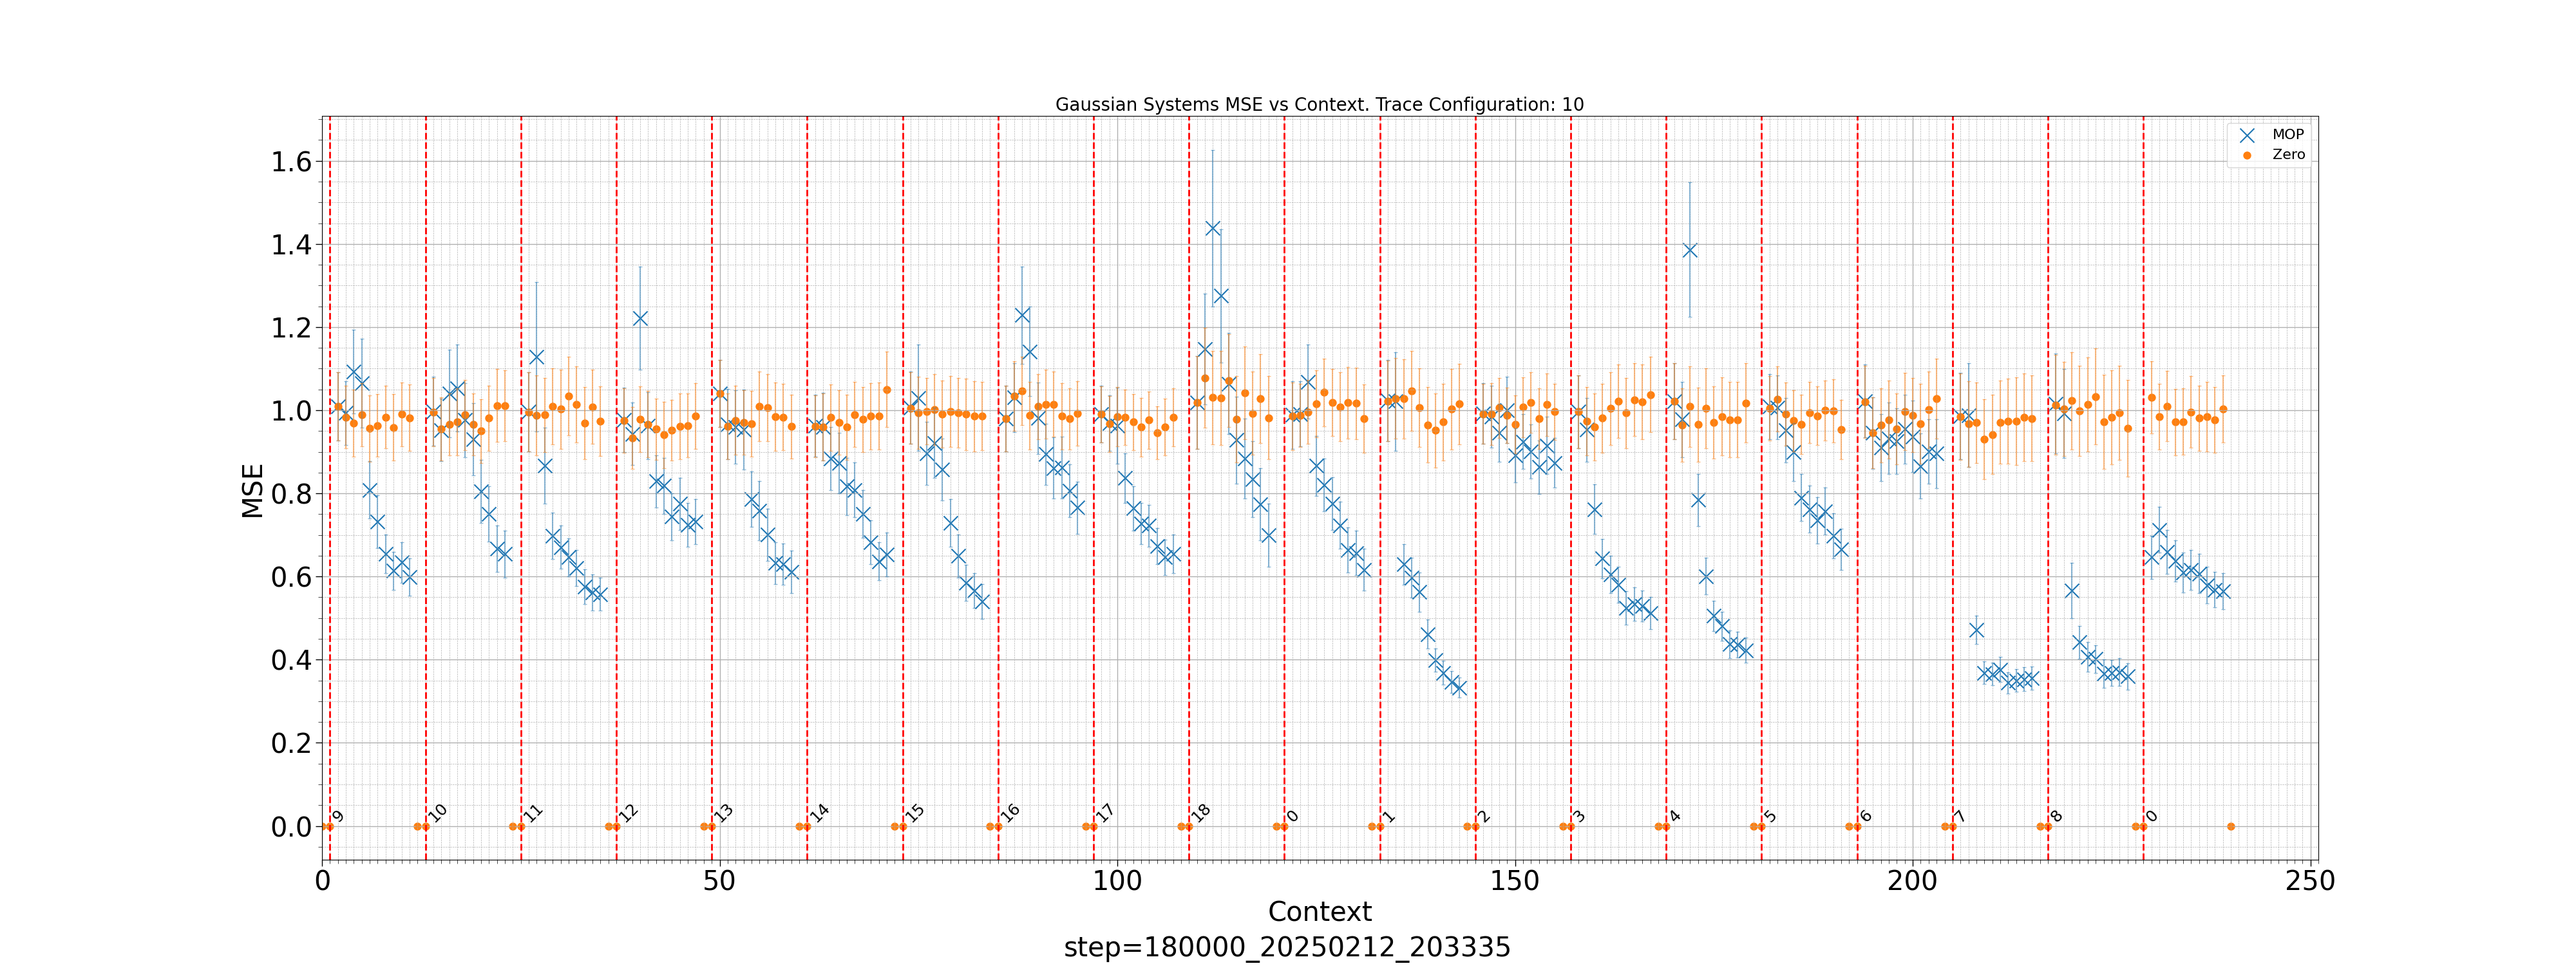 Gaussian Systems MSE vs Context. Trace Configuration: 10
MOP
Zero
MSE
1.6
1.4
1.2
1.0
0.8
0.6
0.4
0.2
0.0
9 10 11 12 13 14 15 16 17 18 0 1 2 3 4 5 6 7 8 0
0 50 100 150 200 250
Context
step=180000_20250212_203335